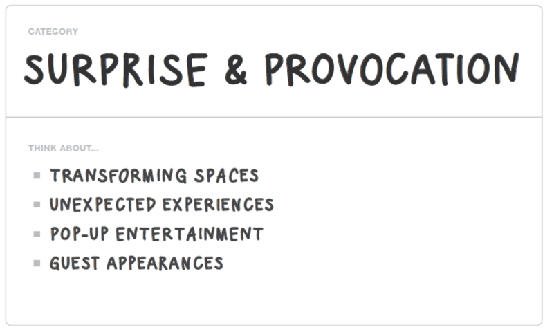 CATEGORY
SURPRISE & PROVOCATION
THINK ABOUT...
TRANSFORMING SPACES
UNEXPECTED EXPERIENCES
POP-UP ENTERTAINMENT
GUEST APPEARANCES